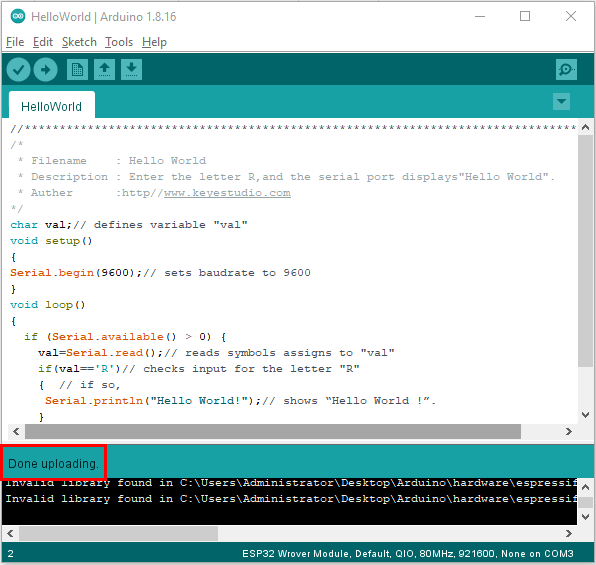 HelloWorld | Arduino 1.8.16
File Edit Sketch Tools Help
HelloWorld
//*******************************************************************************
/*
 * Filename    : Hello World
 * Description : Enter the letter R,and the serial port displays"Hello World".
 * Auther      :http//www.keyestudio.com
*/
char val;// defines variable "val"
void setup()
{
Serial.begin(9600);// sets baudrate to 9600
}
void loop()
{
  if (Serial.available() > 0) {
    val=Serial.read();// reads symbols assigns to "val"
    if(val=='R')// checks input for the letter "R"
    {  // if so,
     Serial.println("Hello World!");// shows “Hello World !”.
    }
Done uploading.
Invalid library found in C:\Users\Administrator\Desktop\Arduino\hardware\espressif
Invalid library found in C:\Users\Administrator\Desktop\Arduino\hardware\espressif
2 ESP32 Wrover Module, Default, QIO, 80MHz, 921600, None on COM3